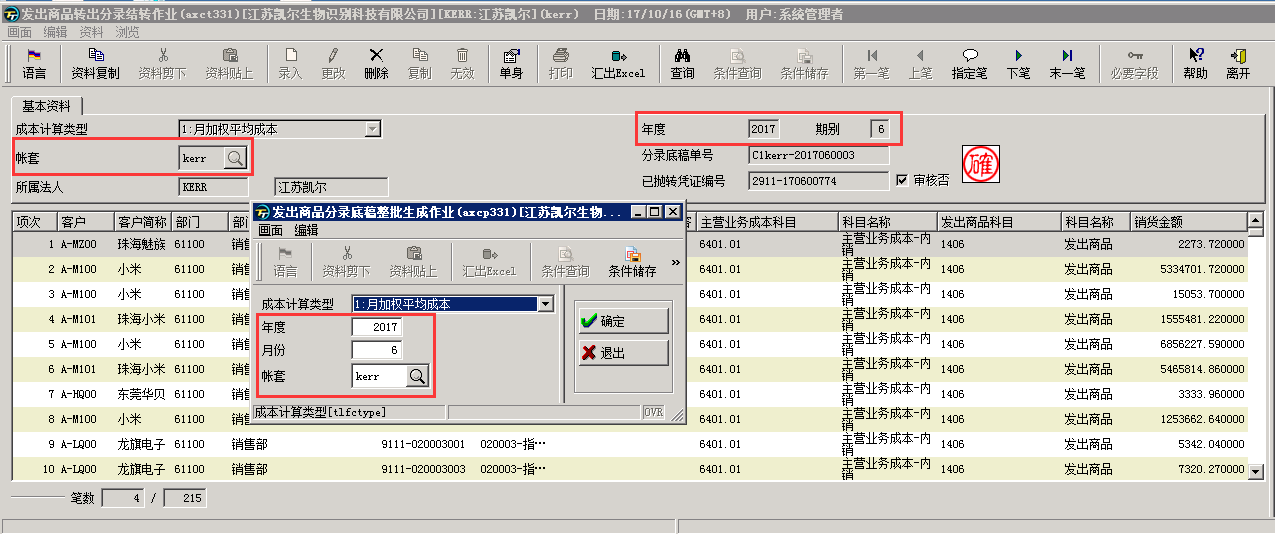 发出商品转出分录结转作业(axct331)[江苏凯尔生物识别科技有限公司][KERR:江苏凯尔](kerr) 日期:17/10/16(GMT+8) 用户:系統管理者
画面 编辑 资料 浏览
语言 资料复制 资料剪下 资料贴上 录入 更改 删除 复制 无效 单身 打印 汇出Excel 查询 条件查询 条件储存 第一笔 上笔 指定笔 下笔 末一笔 必要字段 帮助 离开
基本资料
成本计算类型 1:月加权平均成本 年度 2017 期别 6
帐套 kerr 分录底稿单号 C1kerr-2017060003 確
所属法人 KERR 江苏凯尔 已抛转凭证编号 2911-170600774 审核否
项次 客户 客户简称 部门 主营业务成本科目 科目名称 发出商品科目 科目名称 销货金额
1 A-MZ00 珠海魅族 61100 销售 6401.01 主营业务成本-内销 1406 发出商品 2273.720000
2 A-M100 小米 61100 销售 6401.01 主营业务成本-内销 1406 发出商品 5334701.720000
3 A-M100 小米 61100 销售 6401.01 主营业务成本-内销 1406 发出商品 15053.700000
4 A-M101 珠海小米 61100 销售 6401.01 主营业务成本-内销 1406 发出商品 1555481.220000
5 A-M100 小米 61100 销售 6401.01 主营业务成本-内销 1406 发出商品 6856227.590000
6 A-M101 珠海小米 61100 销售 6401.01 主营业务成本-内销 1406 发出商品 5465814.860000
7 A-HQ00 东莞华贝 61100 销售 6401.01 主营业务成本-内销 1406 发出商品 3333.960000
8 A-M100 小米 61100 销售 6401.01 主营业务成本-内销 1406 发出商品 1253662.640000
9 A-LQ00 龙旗电子 61100 销售部 9111-020003001 020003-指… 6401.01 主营业务成本-内销 1406 发出商品 5342.040000
10 A-LQ00 龙旗电子 61100 销售部 9111-020003003 020003-指… 6401.01 主营业务成本-内销 1406 发出商品 7320.270000
笔数 4 / 215
发出商品分录底稿整批生成作业(axcp331)[江苏凯尔生物...
画面 编辑
语言 资料剪下 资料贴上 汇出Excel 条件查询 条件储存 »
成本计算类型 1:月加权平均成本
年度 2017
月份 6
帐套 kerr
确定
退出
成本计算类型[tlfctype] OVR